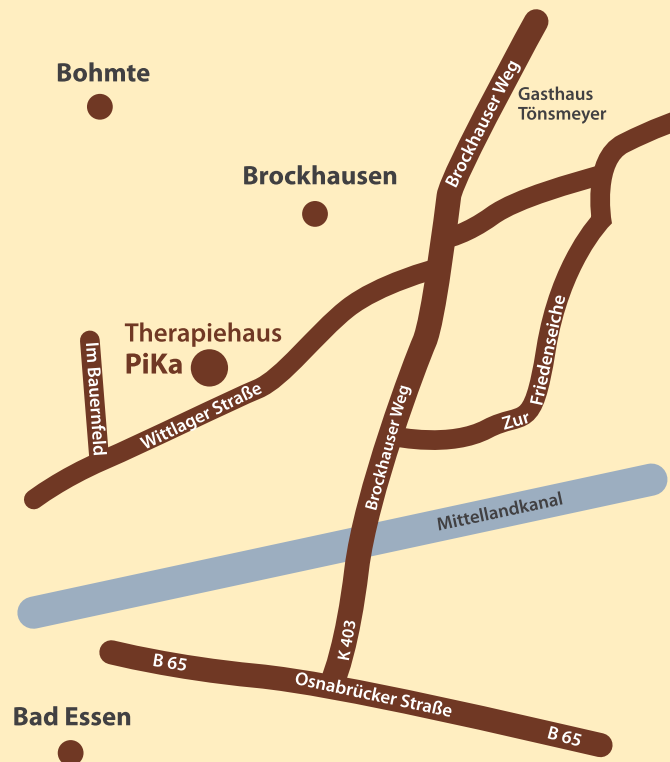 Bohmte
Brockhauser Weg
Gasthaus
Tönsmeyer
Brockhausen
Therapiehaus
PiKa
Im Bauernfeld
Wittlager Straße
Brockhauser Weg
Zur
Friedenseiche
Mittellandkanal
K 403
B 65
Osnabrücker Straße
B 65
Bad Essen